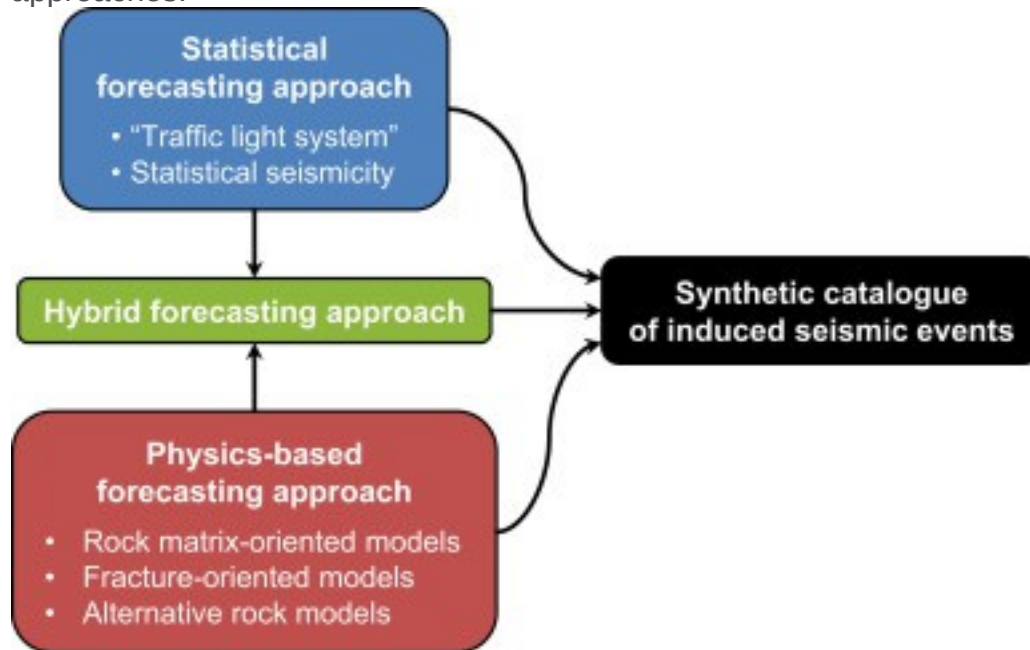 approaches.
Statistical
forecasting approach
• “Traffic light system”
• Statistical seismicity
Hybrid forecasting approach
Synthetic catalogue
of induced seismic events
Physics-based
forecasting approach
• Rock matrix-oriented models
• Fracture-oriented models
• Alternative rock models